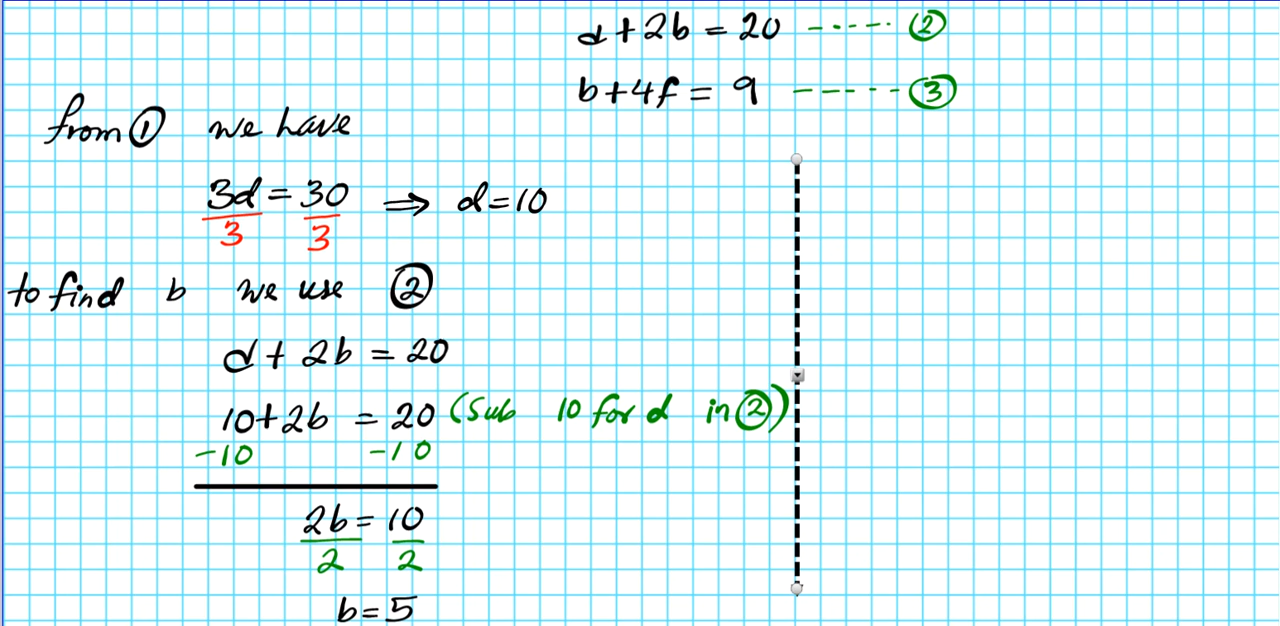 d + 2b = 20 ------ ②
b + 4f = 9 ------ ③
from ① we have
3d = 30 ⇒ d = 10
3 3
to find b we use ②
d + 2b = 20
10 + 2b = 20 (sub 10 for d in ②)
-10 -10
2b = 10
2 2
b = 5